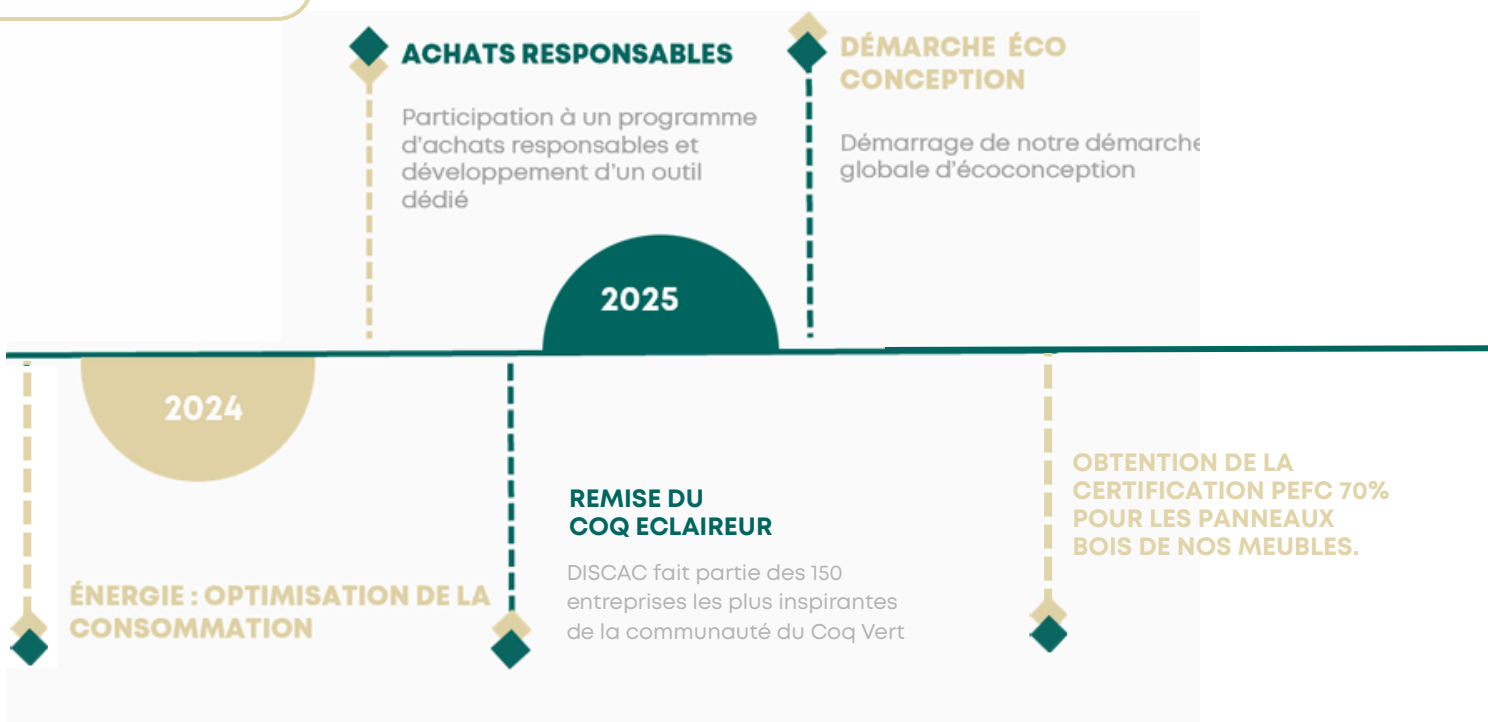 ACHATS RESPONSABLES
Participation à un programme
d'achats responsables et
développement d'un outil
dédié
DÉMARCHE ÉCO
CONCEPTION
Démarrage de notre démarche
globale d'écoconception
2025
2024
ÉNERGIE : OPTIMISATION DE LA
CONSOMMATION
REMISE DU
COQ ECLAIREUR
DISCAC fait partie des 150
entreprises les plus inspirantes
de la communauté du Coq Vert
OBTENTION DE LA
CERTIFICATION PEFC 70%
POUR LES PANNEAUX
BOIS DE NOS MEUBLES.